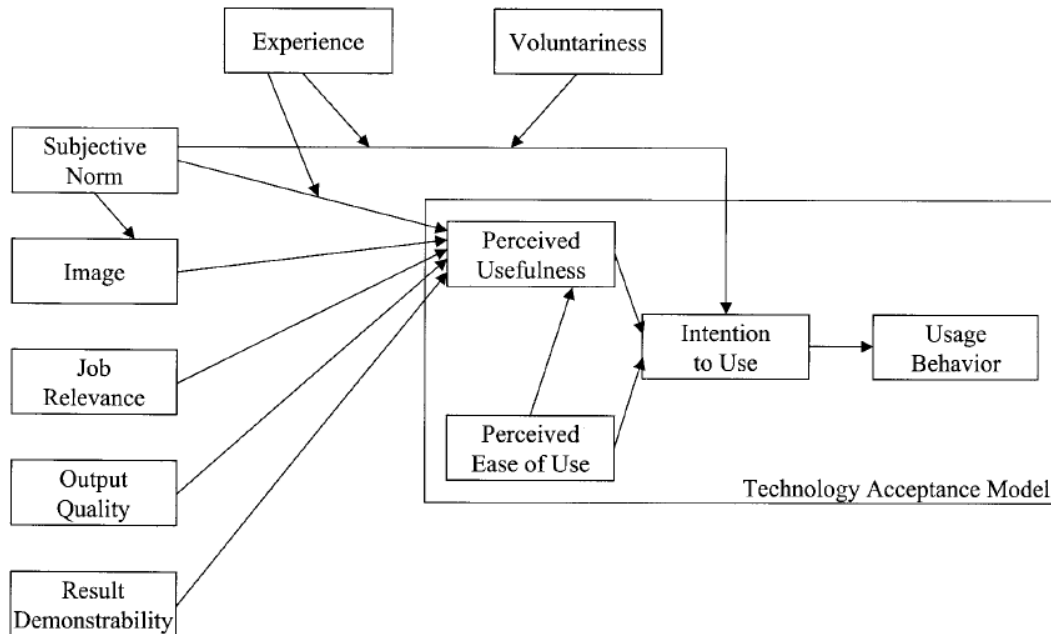 Experience
Voluntariness
Subjective
Norm
Image
Job
Relevance
Output
Quality
Result
Demonstrability
Perceived
Usefulness
Perceived
Ease of Use
Intention
to Use
Usage
Behavior
Technology Acceptance Model